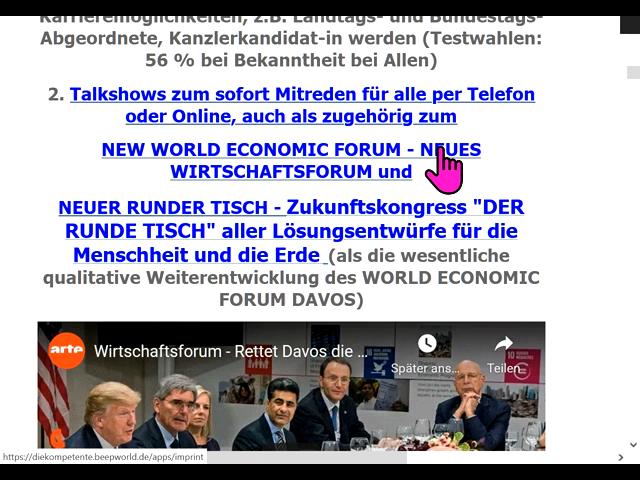 Karrieremöglichkeiten, z.B. Landtags- und Bundestags-
Abgeordnete, Kanzlerkandidat-in werden (Testwahlen:
56 % bei Bekanntheit bei Allen)
2. Talkshows zum sofort Mitreden für alle per Telefon
oder Online, auch als zugehörig zum
NEW WORLD ECONOMIC FORUM - NEUES
WIRTSCHAFTSFORUM und
NEUER RUNDER TISCH - Zukunftskongress "DER
RUNDE TISCH" aller Lösungsentwürfe für die
Menschheit und die Erde (als die wesentliche
qualitative Weiterentwicklung des WORLD ECONOMIC
FORUM DAVOS)
arte
Wirtschaftsforum - Rettet Davos die ...
Später ans...
Teilen
https://diekompetente.beepworld.de/apps/imprint